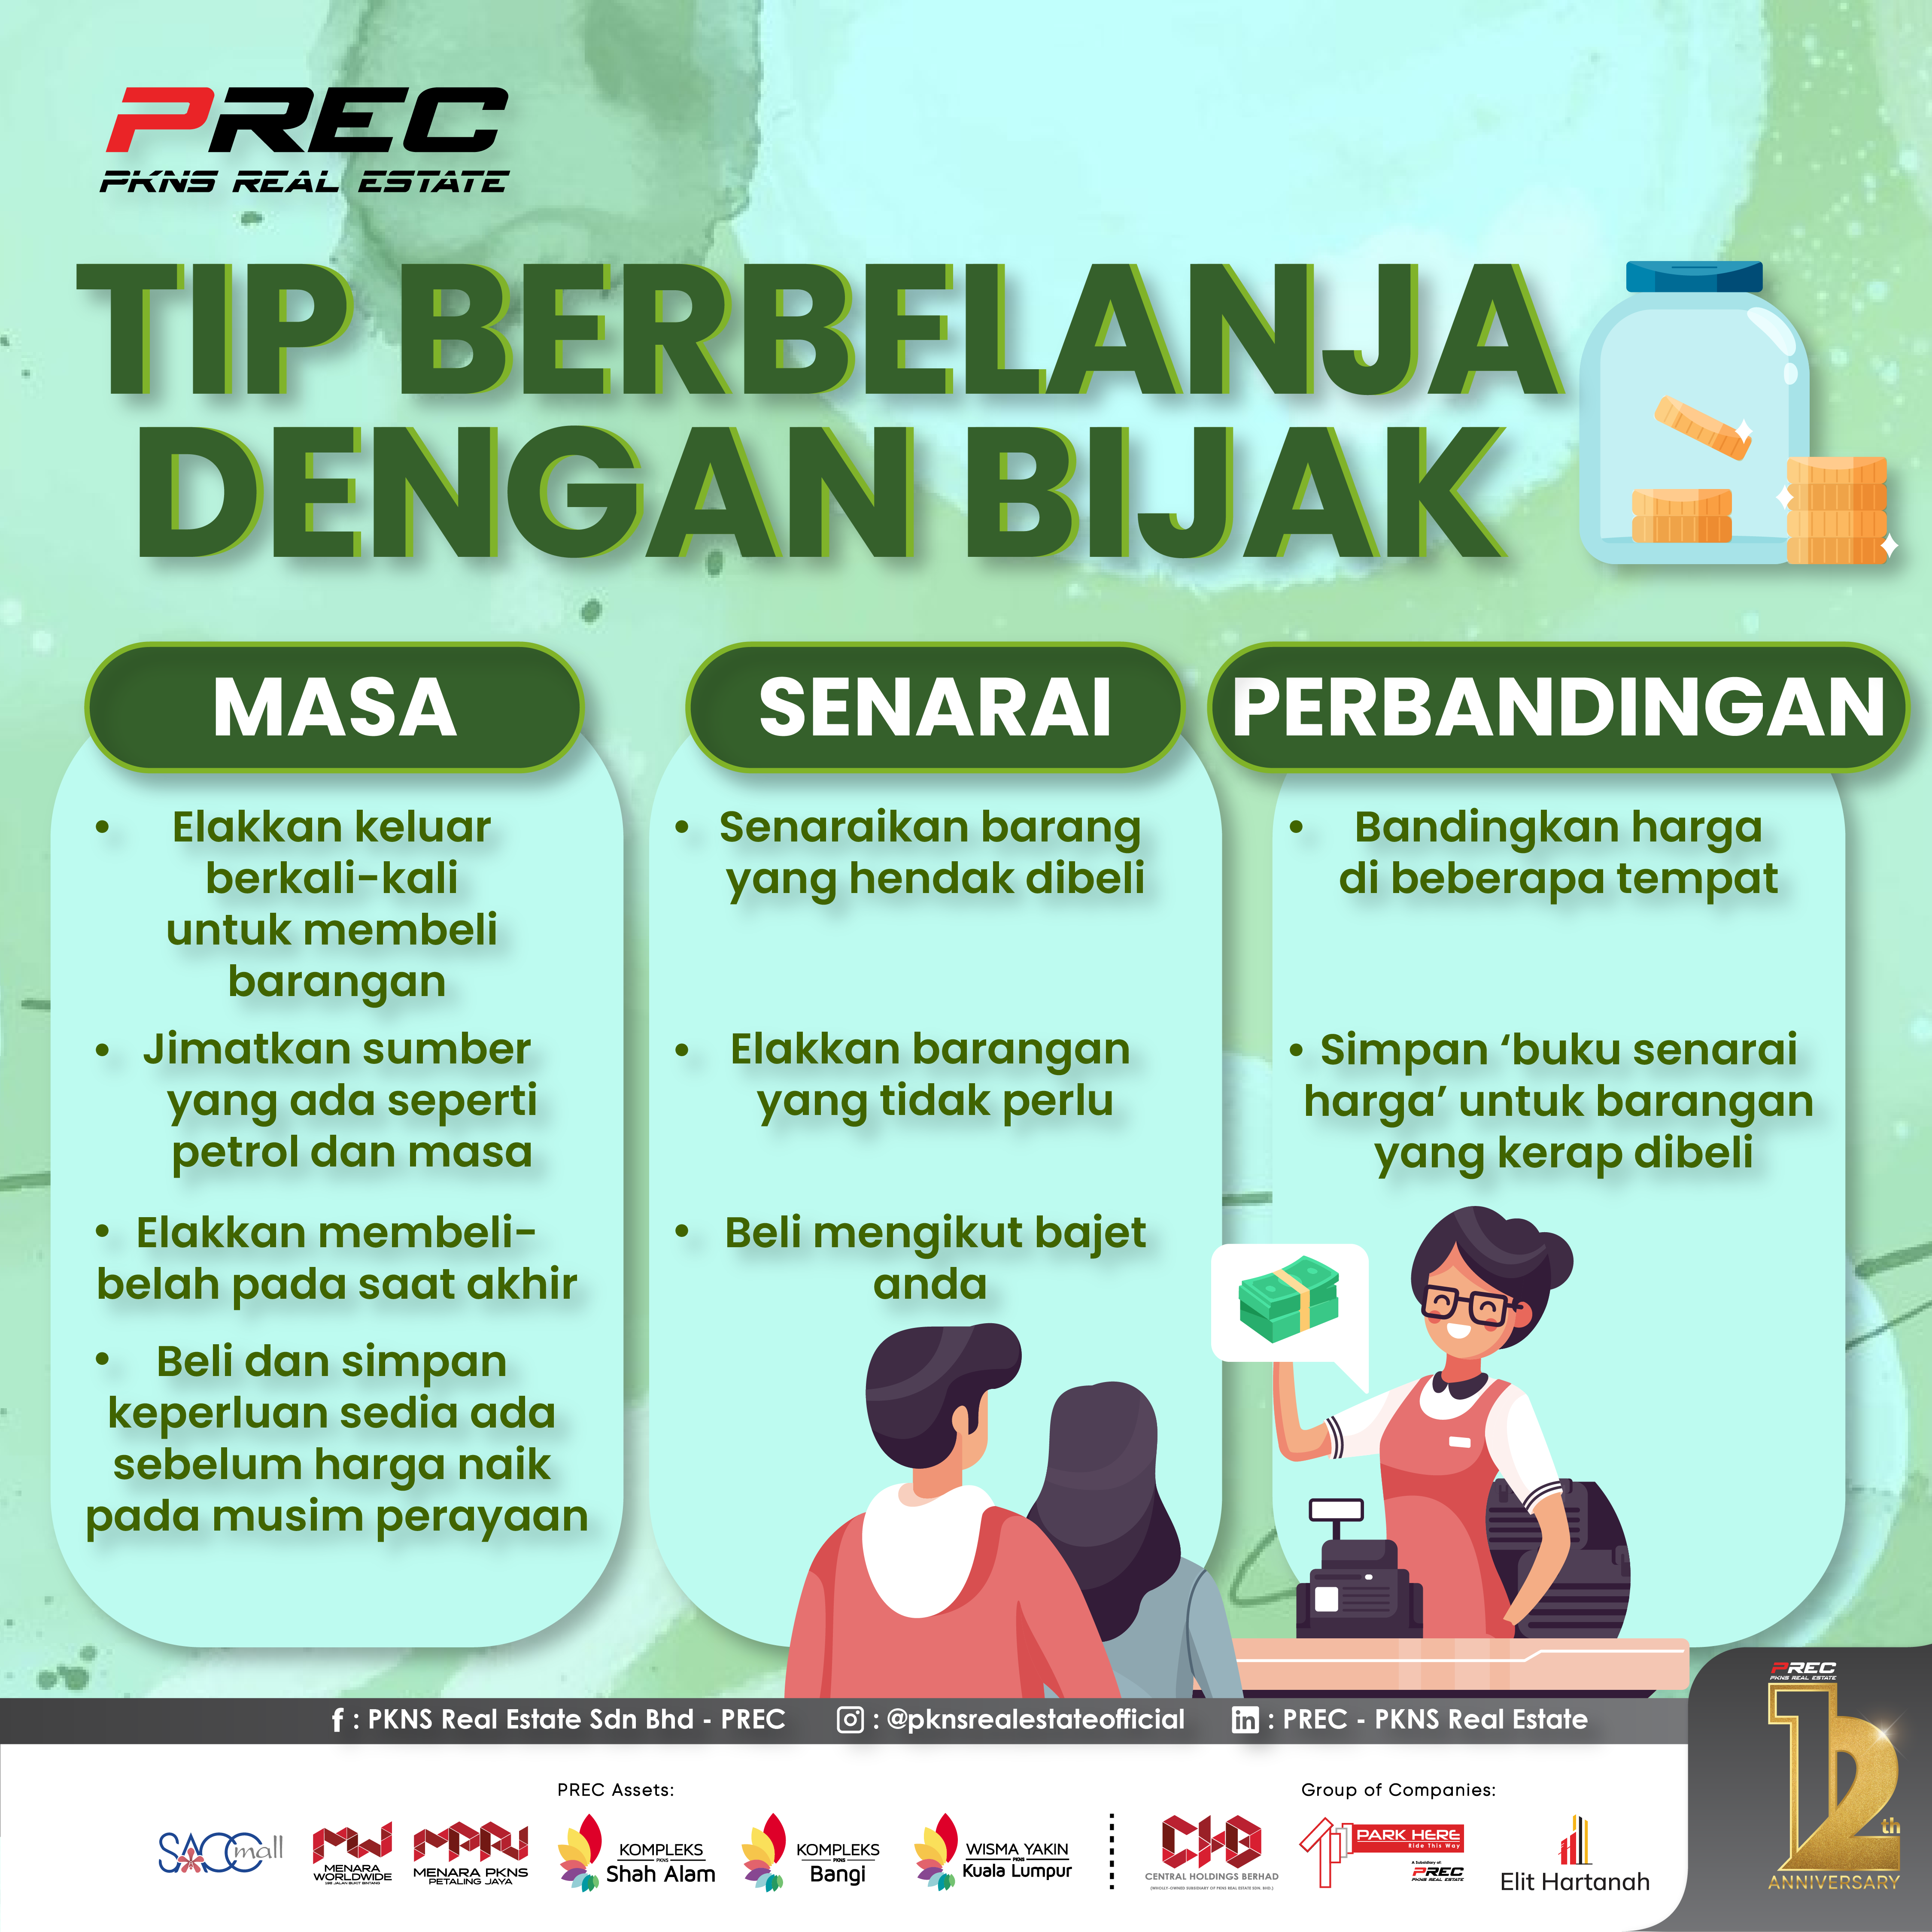 PREC
PKNS REAL ESTATE
TIP BERBELANJA
DENGAN BIJAK
MASA
• Elakkan keluar
berkali-kali
untuk membeli
barangan
• Jimatkan sumber
yang ada seperti
petrol dan masa
• Elakkan membeli-
belah pada saat akhir
• Beli dan simpan
keperluan sedia ada
sebelum harga naik
pada musim perayaan
SENARAI
• Senaraikan barang
yang hendak dibeli
• Elakkan barangan
yang tidak perlu
• Beli mengikut bajet
anda
PERBANDINGAN
• Bandingkan harga
di beberapa tempat
• Simpan ‘buku senarai
harga’ untuk barangan
yang kerap dibeli
f : PKNS Real Estate Sdn Bhd - PREC
: @pknsrealestateofficial
in : PREC - PKNS Real Estate
PREC Assets:
SACCmall
MENARA
WORLDWIDE
198 JALAN BUKIT BINTANG
MENARA PKNS
PETALING JAYA
KOMPLEKS
PKNS
Shah Alam
KOMPLEKS
PKNS
Bangi
WISMA YAKIN
PKNS
Kuala Lumpur
Group of Companies:
CHB
CENTRAL HOLDINGS BERHAD
(WHOLLY-OWNED SUBSIDIARY OF PKNS REAL ESTATE SDN. BHD.)
PARK HERE
Ride This Way
A Subsidiary of:
PREC
PKNS REAL ESTATE
Elit Hartanah
PREC
PKNS REAL ESTATE
12th
ANNIVERSARY